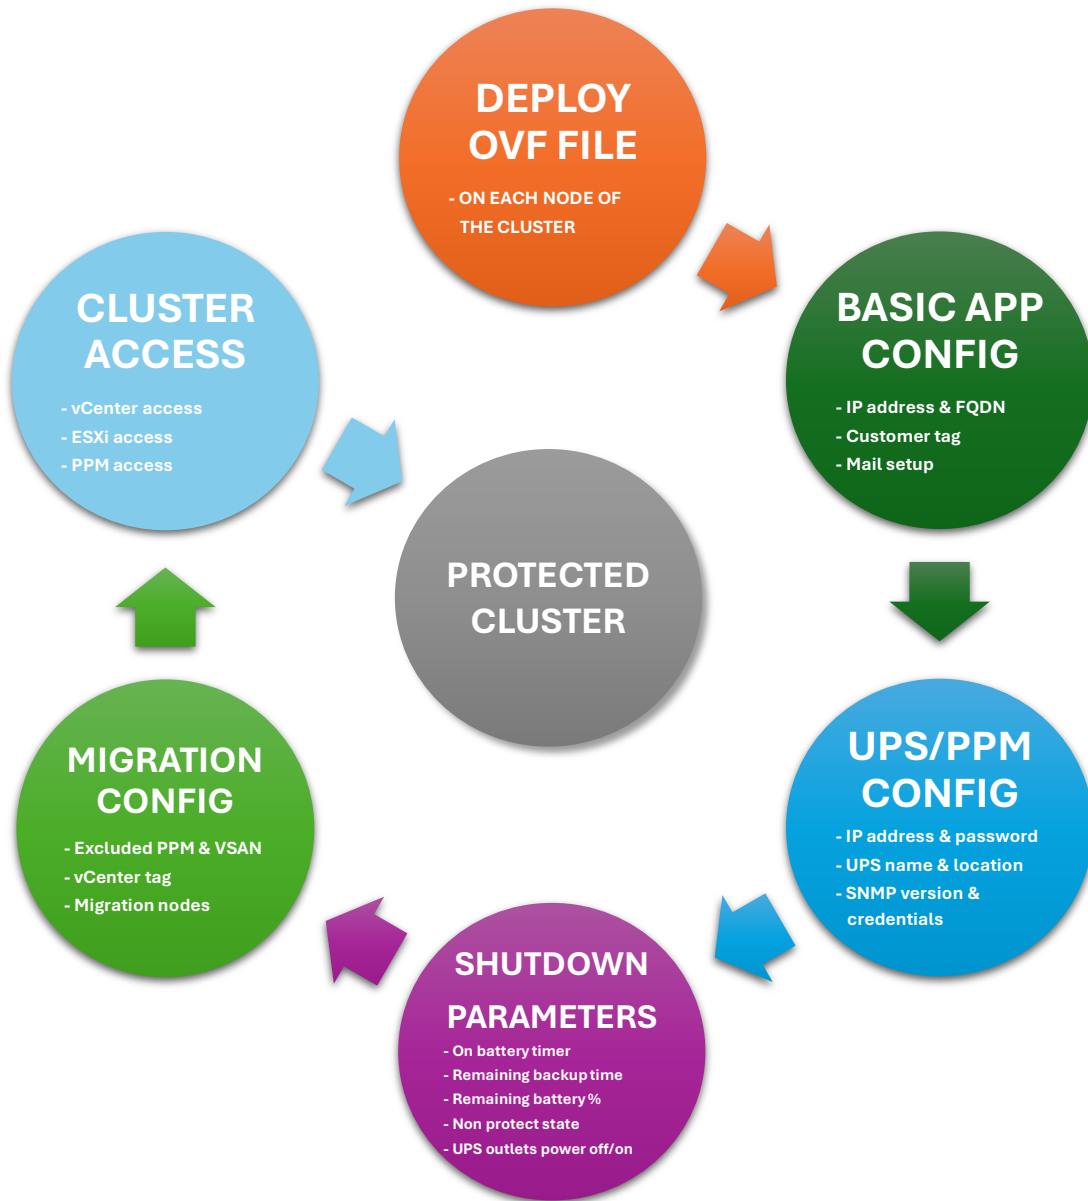 DEPLOY
OVF FILE
- ON EACH NODE OF
THE CLUSTER
BASIC APP
CONFIG
- IP address & FQDN
- Customer tag
- Mail setup
UPS/PPM
CONFIG
- IP address & password
- UPS name & location
- SNMP version &
credentials
SHUTDOWN
PARAMETERS
- On battery timer
- Remaining backup time
- Remaining battery %
- Non protect state
- UPS outlets power off/on
MIGRATION
CONFIG
- Excluded PPM & VSAN
- vCenter tag
- Migration nodes
CLUSTER
ACCESS
- vCenter access
- ESXi access
- PPM access
PROTECTED
CLUSTER